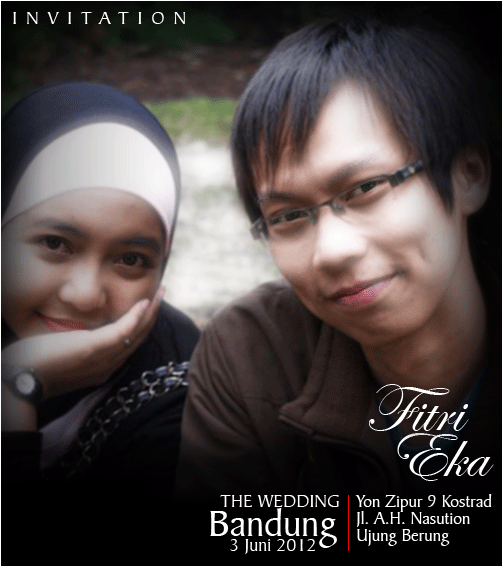 INVITATION
Fitri
Eka
THE WEDDING
Bandung
3 Juni 2012
Yon Zipur 9 Kostrad
Jl. A.H. Nasution
Ujung Berung